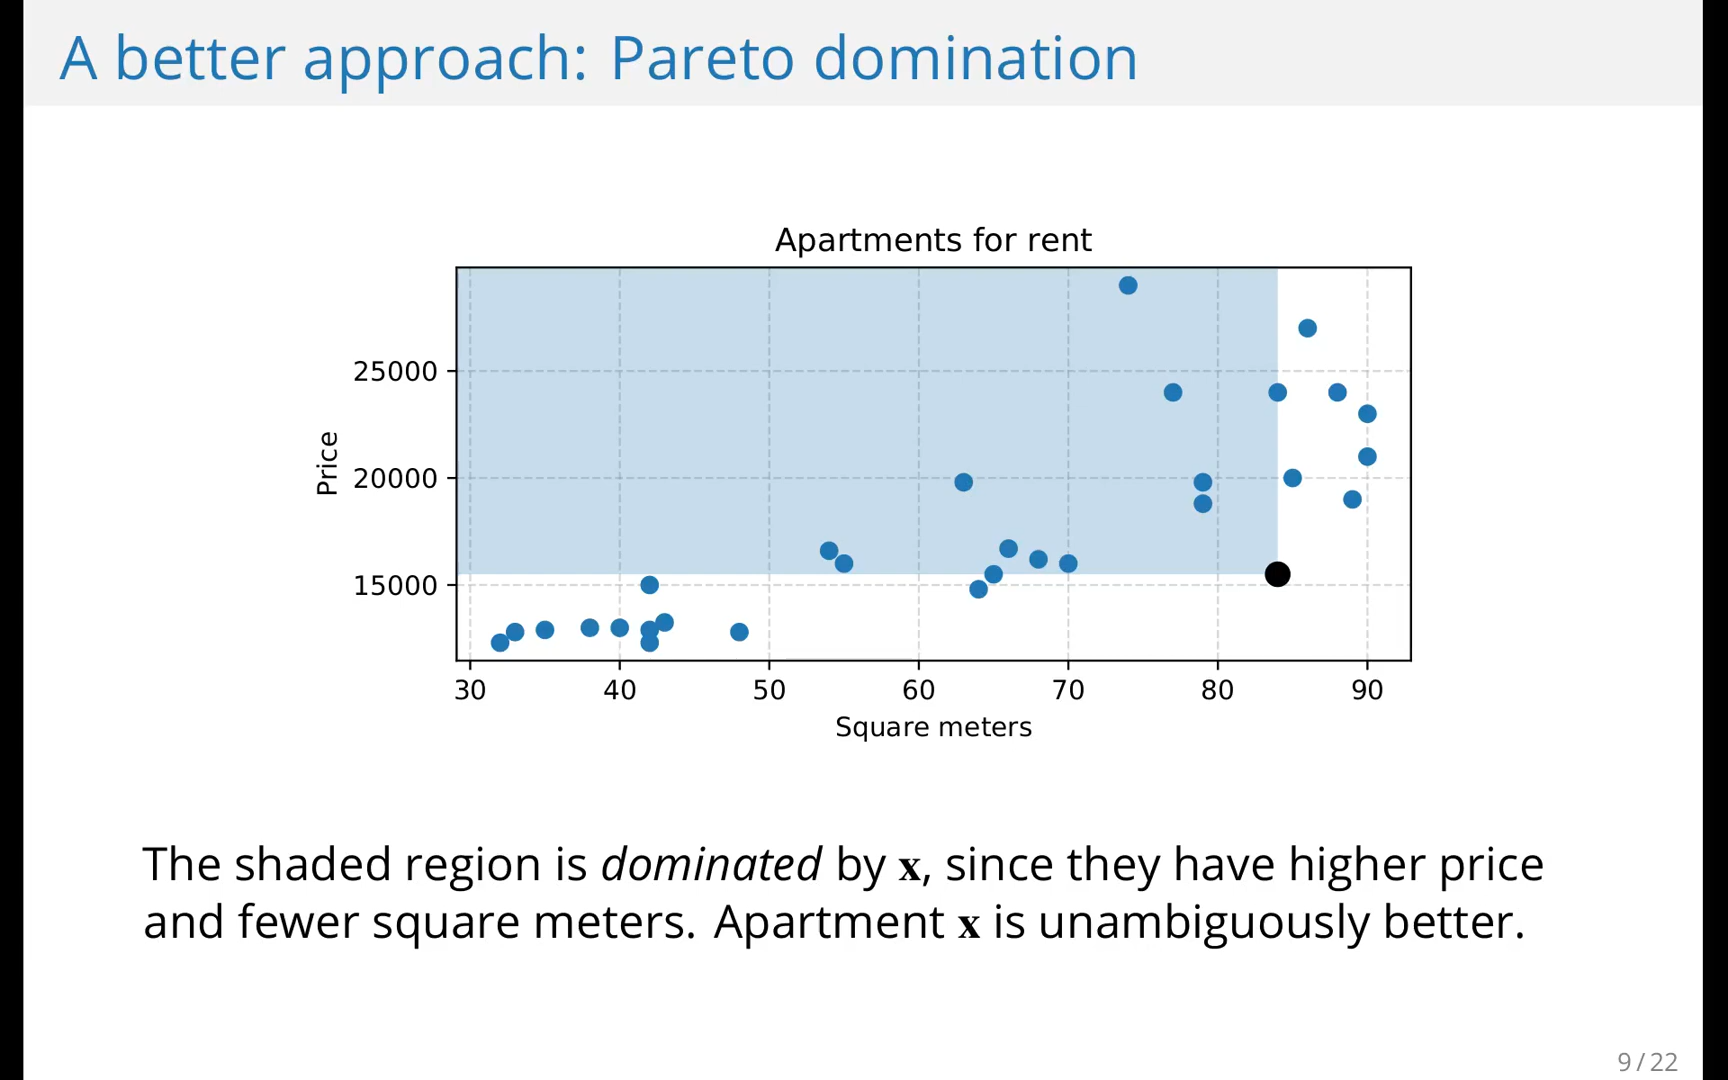 A better approach: Pareto domination
Apartments for rent
25000
20000
15000
Price
30 40 50 60 70 80 90
Square meters
The shaded region is dominated by x, since they have higher price
and fewer square meters. Apartment x is unambiguously better.
9 / 22